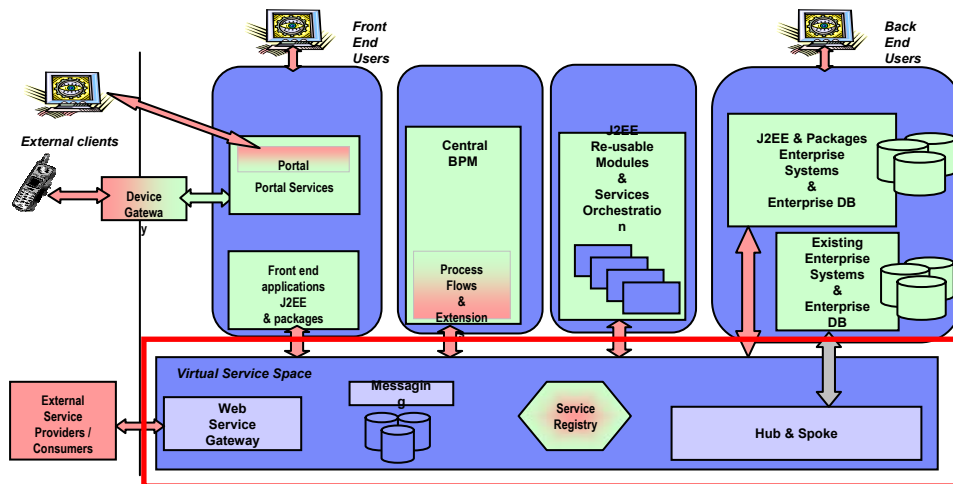 Front
End
Users
Back
End
Users
External clients
Portal
Portal Services
Device
Gatewa
y
Front end
applications
J2EE
& packages
Central
BPM
Process
Flows
&
Extension
J2EE
Re-usable
Modules
&
Services
Orchestratio
n
J2EE & Packages
Enterprise
Systems
&
Enterprise DB
Existing
Enterprise
Systems
&
Enterprise
DB
Virtual Service Space
External
Service
Providers /
Consumers
Web
Service
Gateway
Messagin
g
Service
Registry
Hub & Spoke